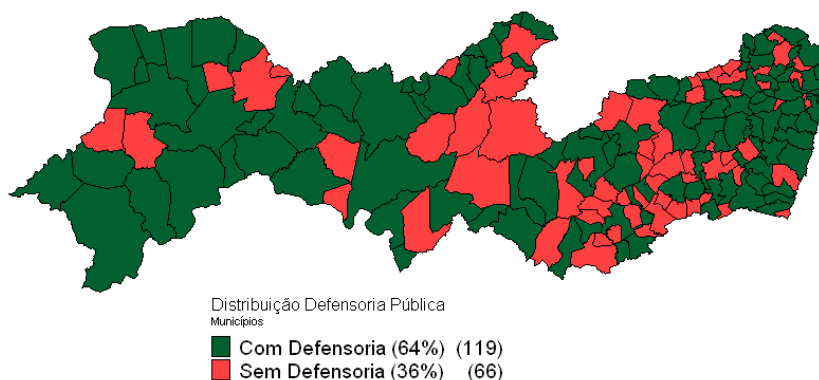 Distribuição Defensoria Pública
Municípios
Com Defensoria (64%) (119)
Sem Defensoria (36%) (66)